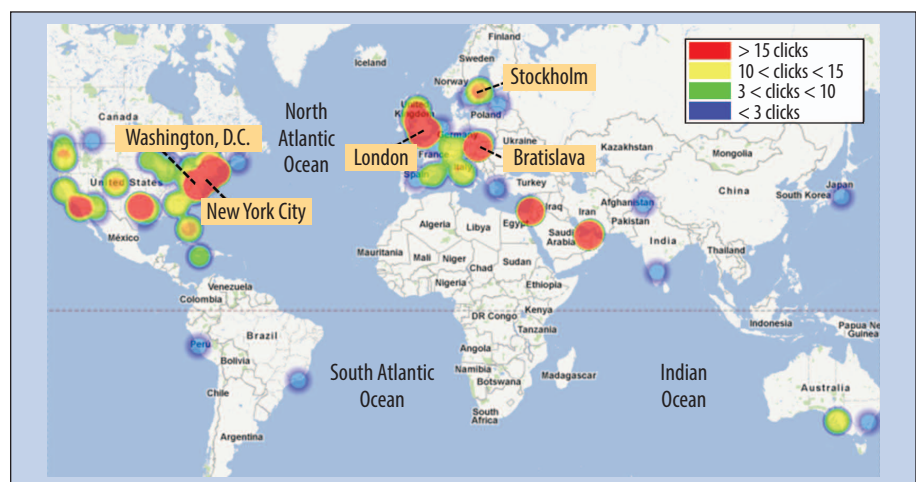 Finland
Sweden
Iceland
Norway
Stockholm
> 15 clicks
10 < clicks < 15
3 < clicks < 10
< 3 clicks
Canada
North
Atlantic
Ocean
United
Kingdom
Poland
Germany
Ukraine
Kazakhstan
Mongolia
Washington, D.C.
London
France
Bratislava
Italy
Spain
Turkey
United States
New York City
China
South Korea
Japan
Afghanistan
Iraq
Iran
Pakistan
Algeria
Libya
Egypt
Saudi
Arabia
India
Thailand
México
Mauritania
Mali
Niger
Chad
Sudan
Nigeria
Ethiopia
Venezuela
Colombia
Kenya
DR Congo
Tanzania
Indonesia
Papua New
Guinea
Peru
Brazil
Bolivia
Angola
Namibia
Botswana
Madagascar
South Atlantic
Ocean
Indian
Ocean
Australia
Chile
South
Africa
Argentina